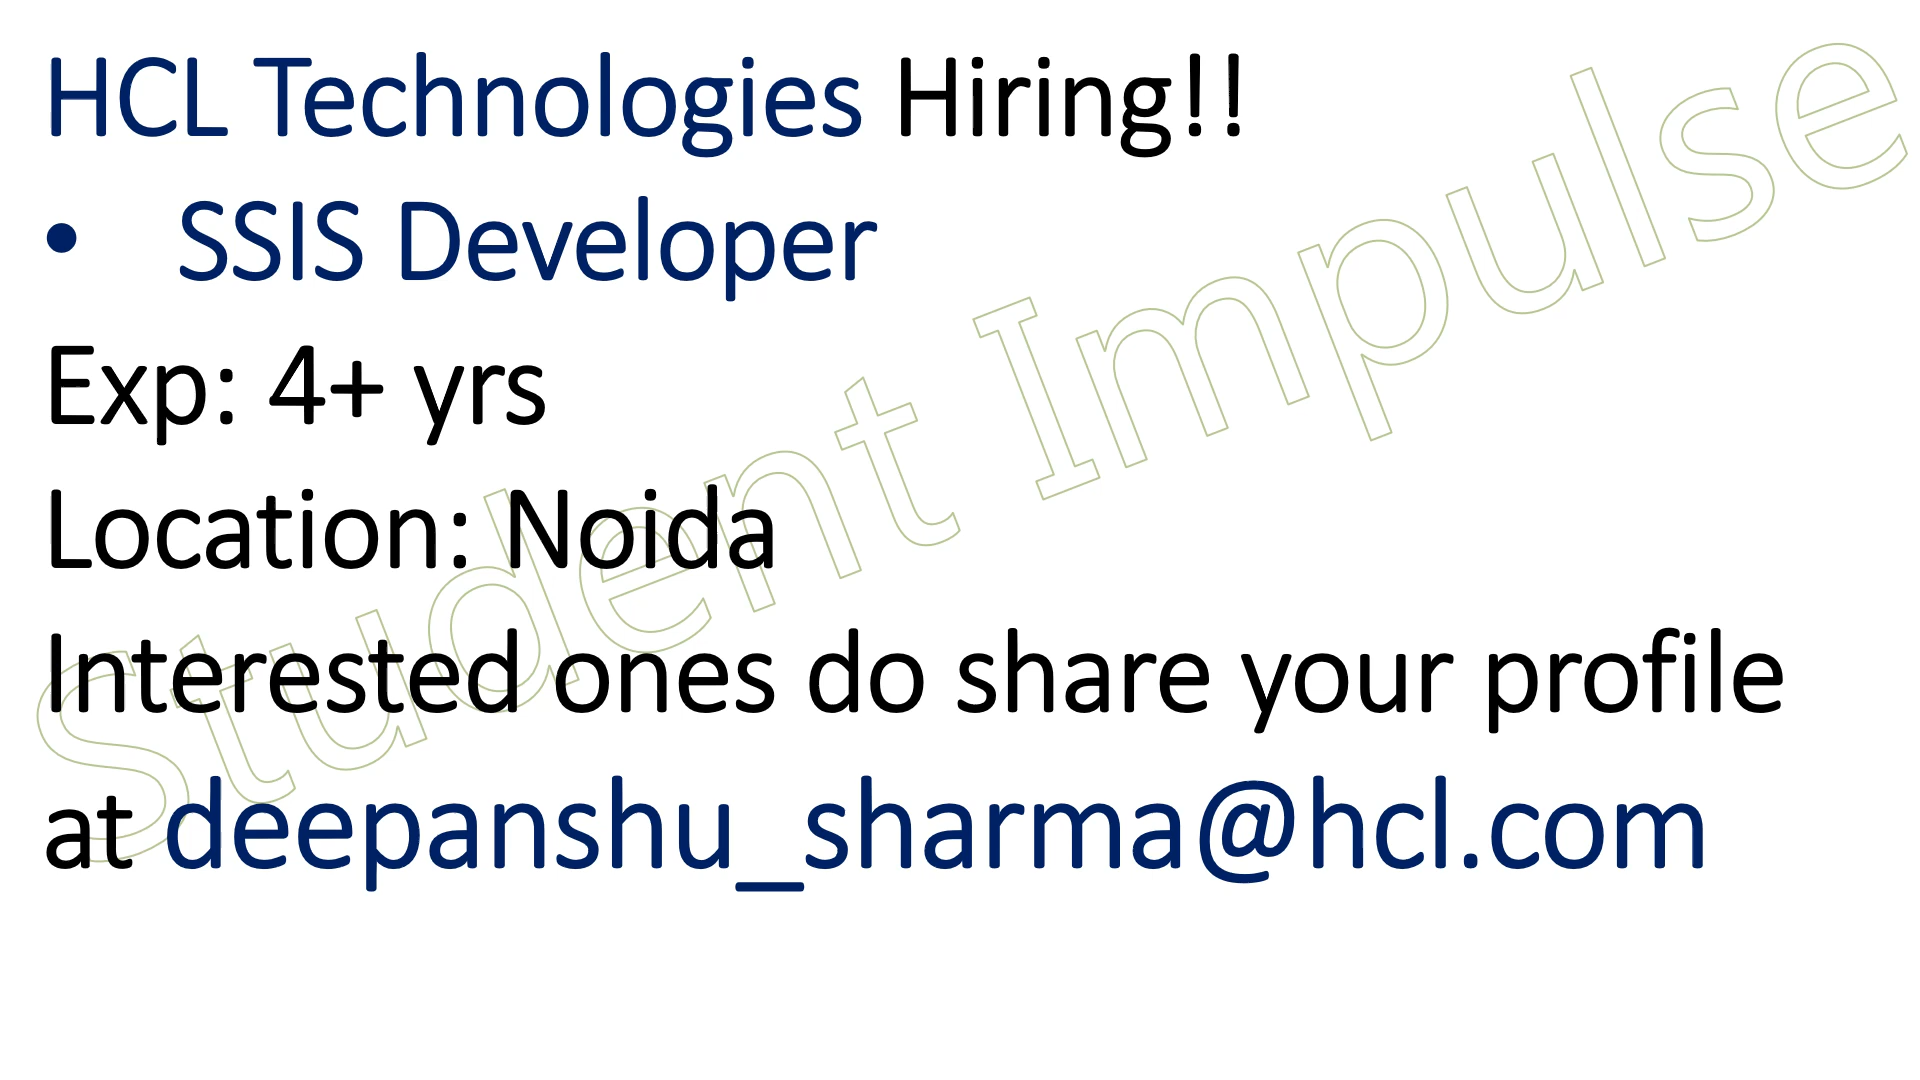 HCL Technologies Hiring!!
• SSIS Developer
Exp: 4+ yrs
Location: Noida
Interested ones do share your profile
at deepanshu_sharma@hcl.com
Student Impulse